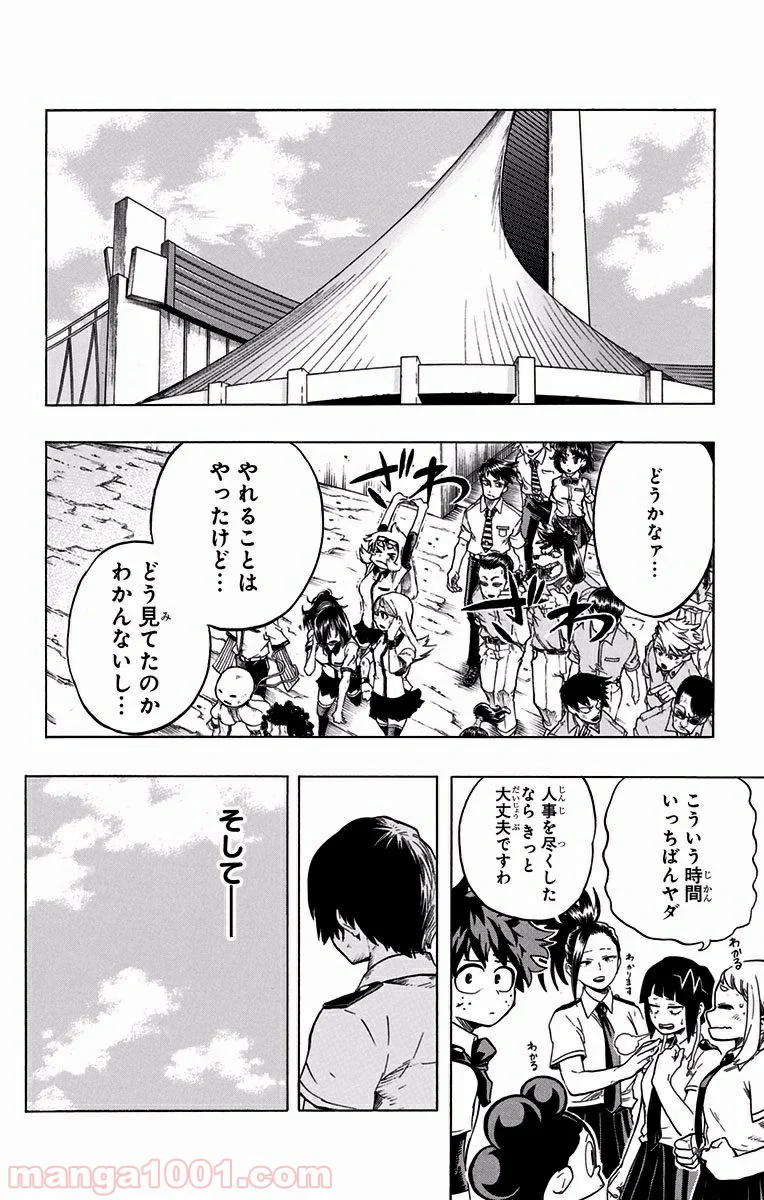 どうかなァ…
ざわ
ざわ
やれることは
やったけど…
どう見てたのか
わかんないし…
こういう時間
いっちばんヤダ
人事を尽くした
なら きっと
大丈夫ですわ
わかる
わかります
わかる
そして──
manga1001.com